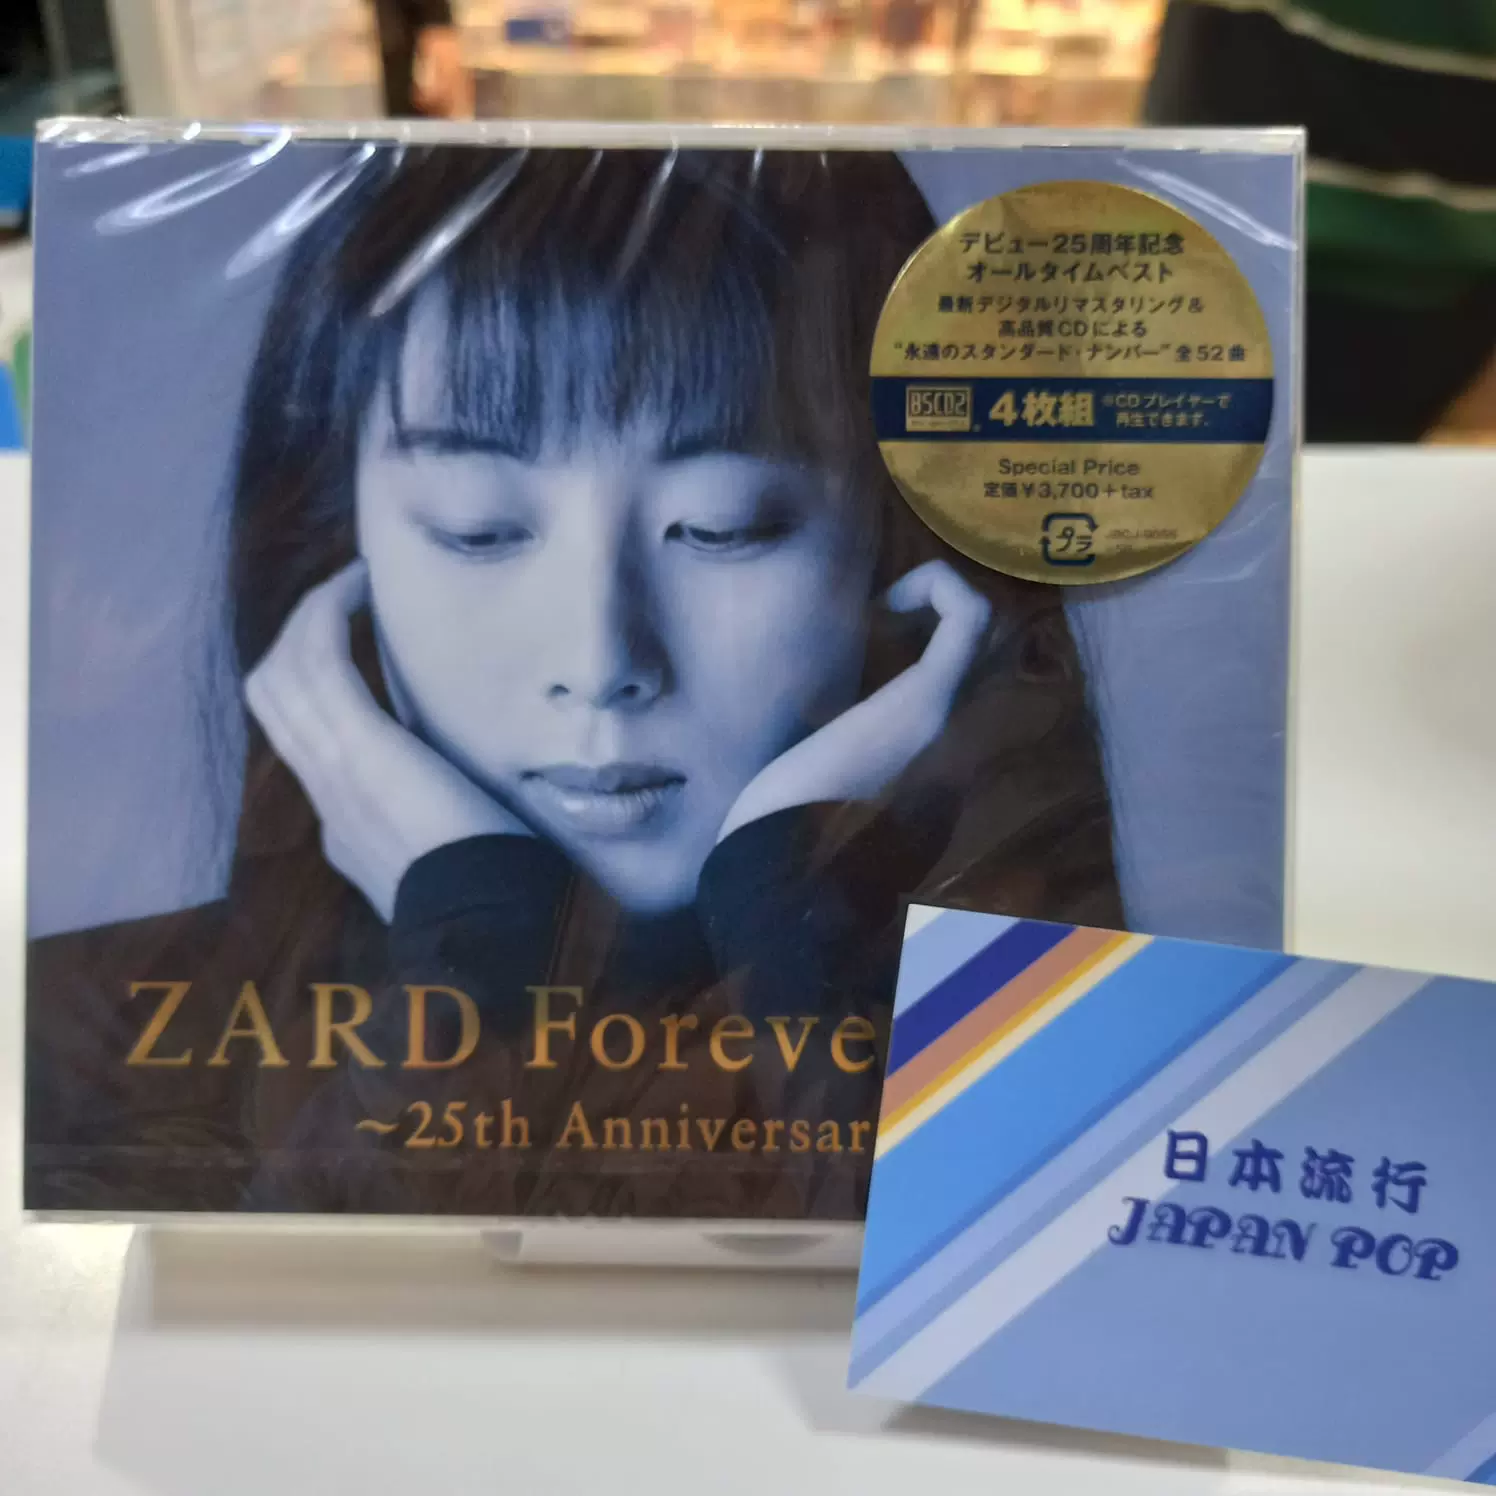 デビュー25周年記念
オールタイムベスト
最新デジタルリマスタリング&
高品質CDによる
“永遠のスタンダード・ナンバー”全52曲
BSCD2
4枚組 ※CDプレイヤーで
再生できます。
Special Price
定価¥3,700+tax
プラ
ZARD Foreve
~25th Anniversar
日本流行
JAPAN POP